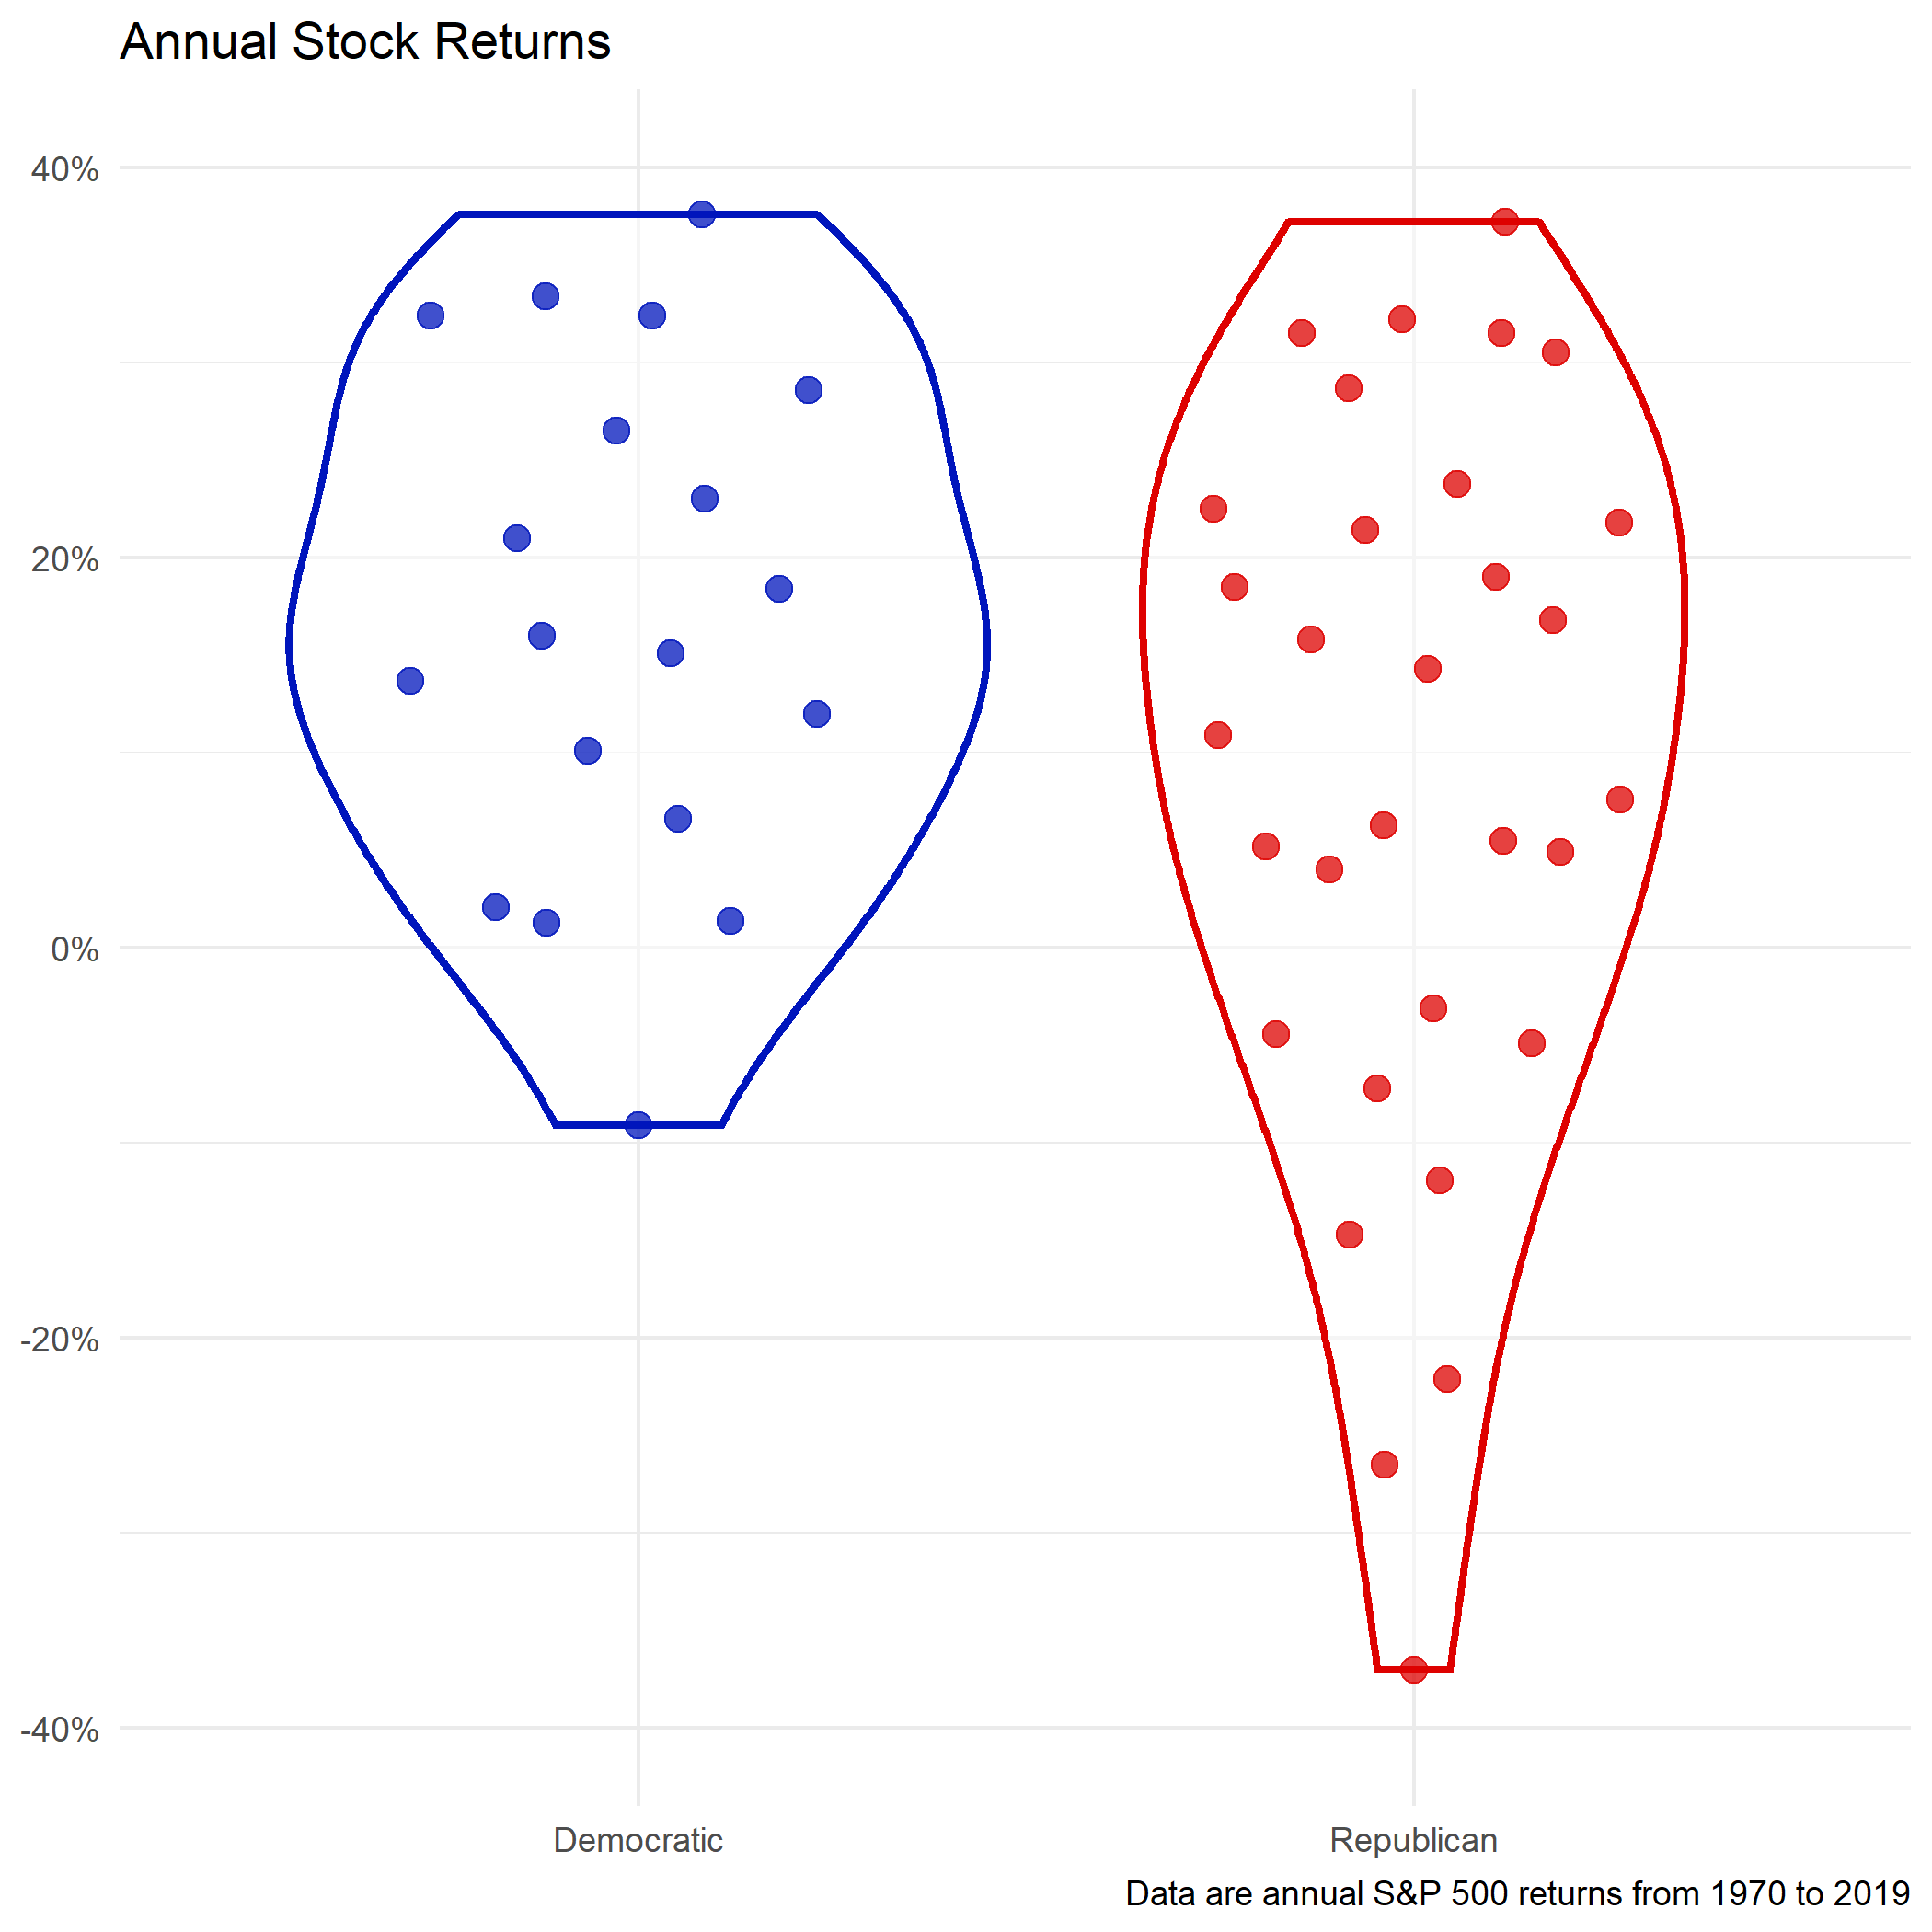 Annual Stock Returns
40%
20%
0%
-20%
-40%
Democratic
Republican
Data are annual S&P 500 returns from 1970 to 2019